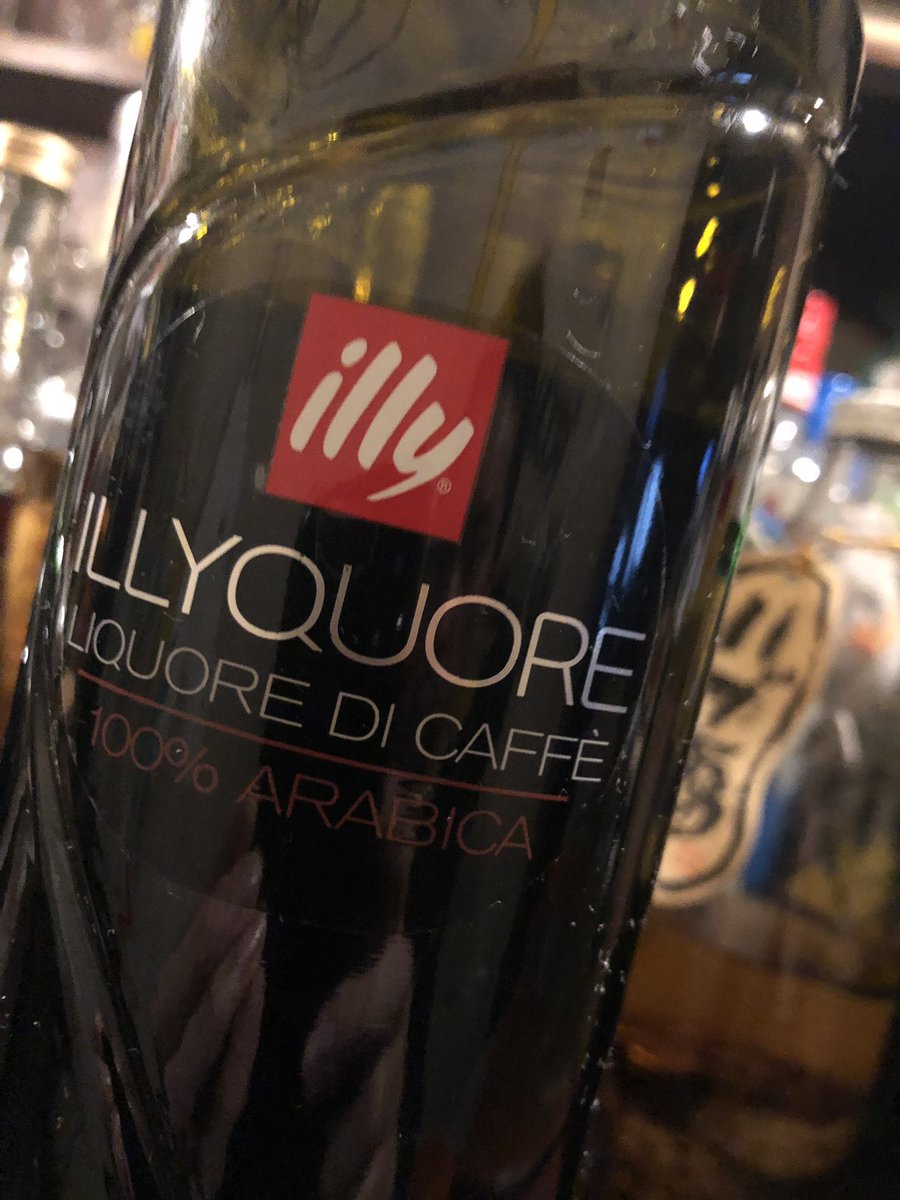 illy®
ILLYQUORE
LIQUORE DI CAFFÈ
100% ARABICA